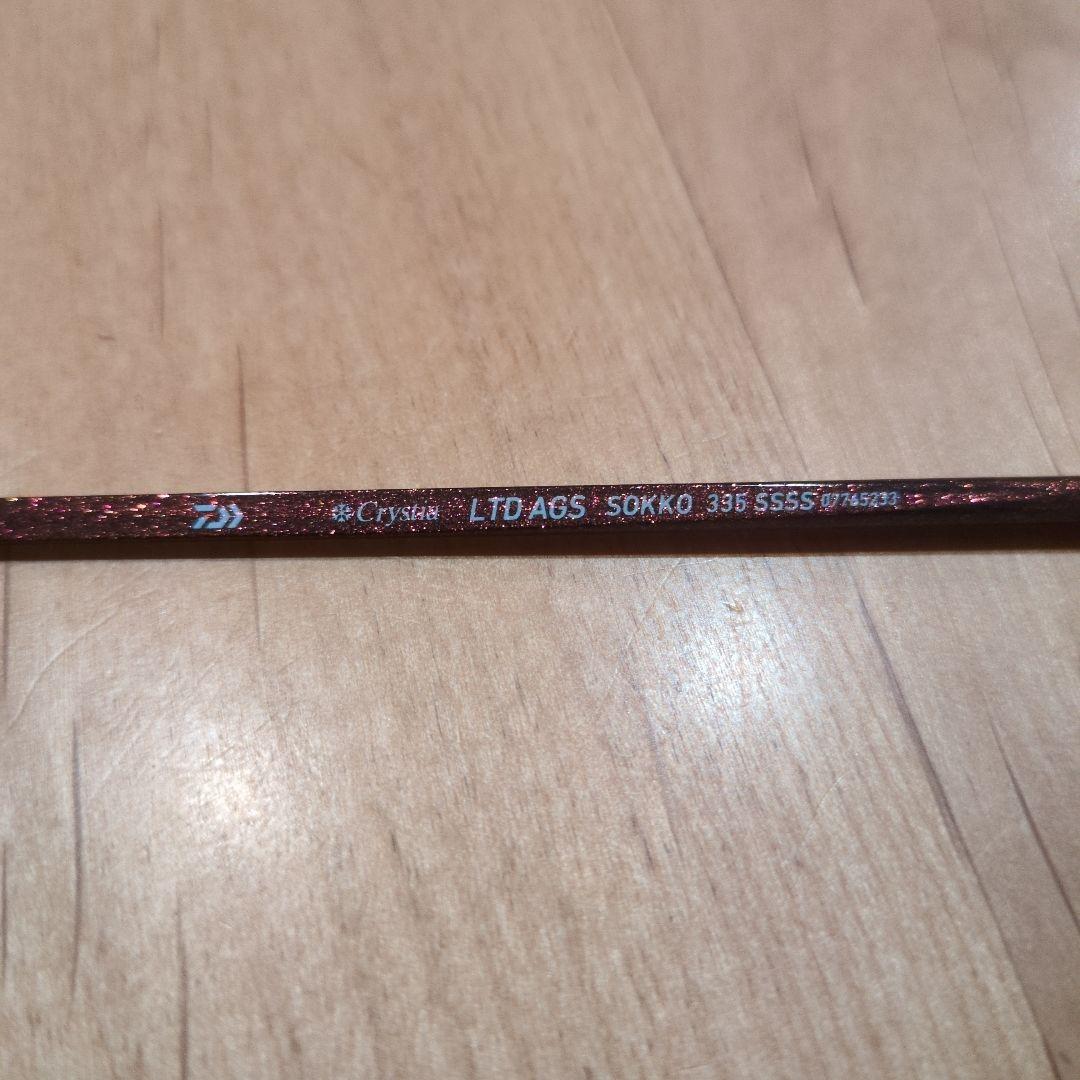 ❄Crystia LTD AGS SOKKO 335 SSSS 07745233